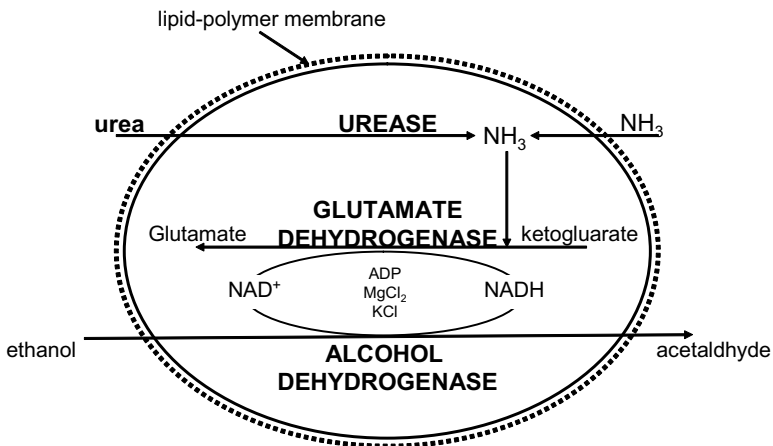 lipid-polymer membrane
urea UREASE NH₃ NH₃
GLUTAMATE
Glutamate DEHYDROGENASE ketogluarate
ADP
NAD⁺ MgCl₂ NADH
KCl
ethanol ALCOHOL acetaldhyde
DEHYDROGENASE